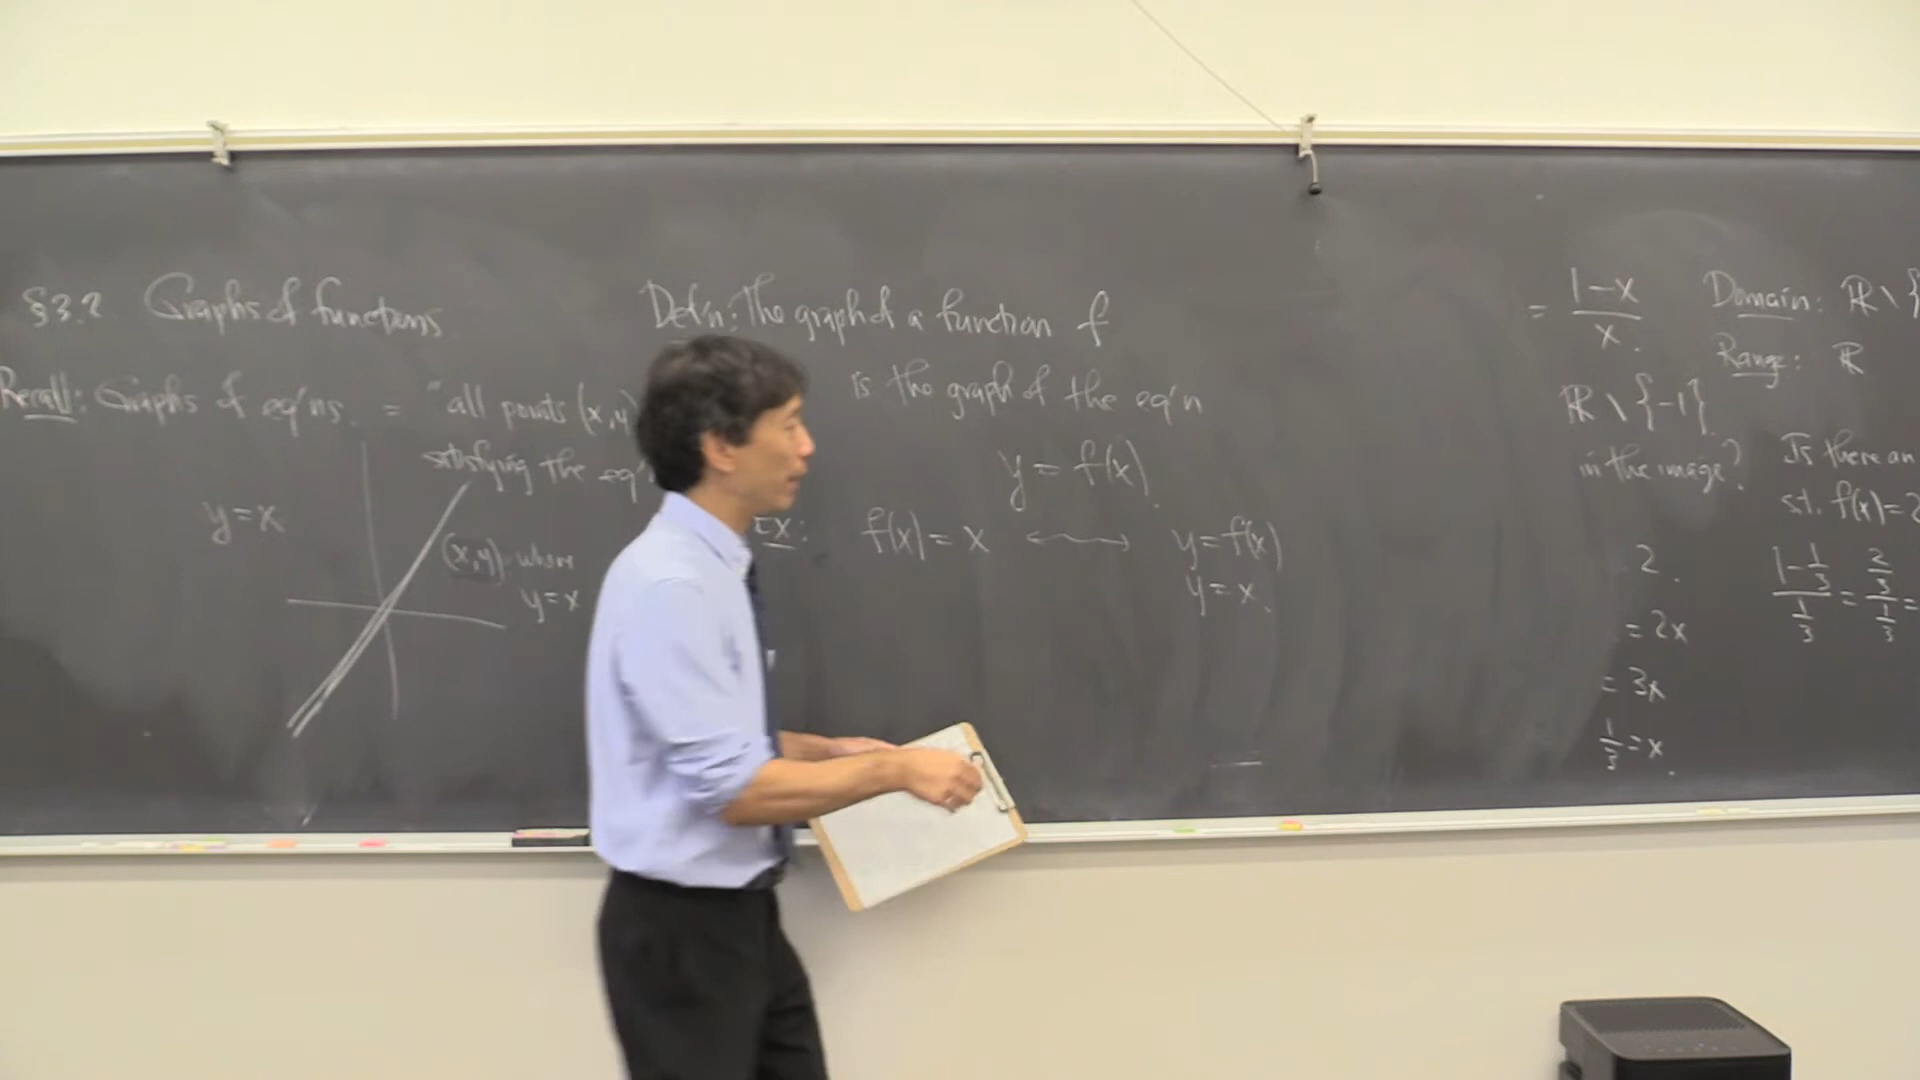 §3.2 Graphs of functions.
Recall: Graphs of eq'ns. = "all points (x,y)
satisfying the eq'
y=x
(x,y) where
y=x
Def'n: The graph of a function f
is the graph of the eq'n
y = f(x).
Ex: f(x) = x ⟷ y=f(x)
y=x.
= (1-x)/x. Domain: ℝ \ {
Range: ℝ
ℝ \ {-1}
in the image? Is there an
st. f(x)=2
2.
= 2x
= 3x
1/3 = x.
(1-1/3)/(1/3) = (2/3)/(1/3) =